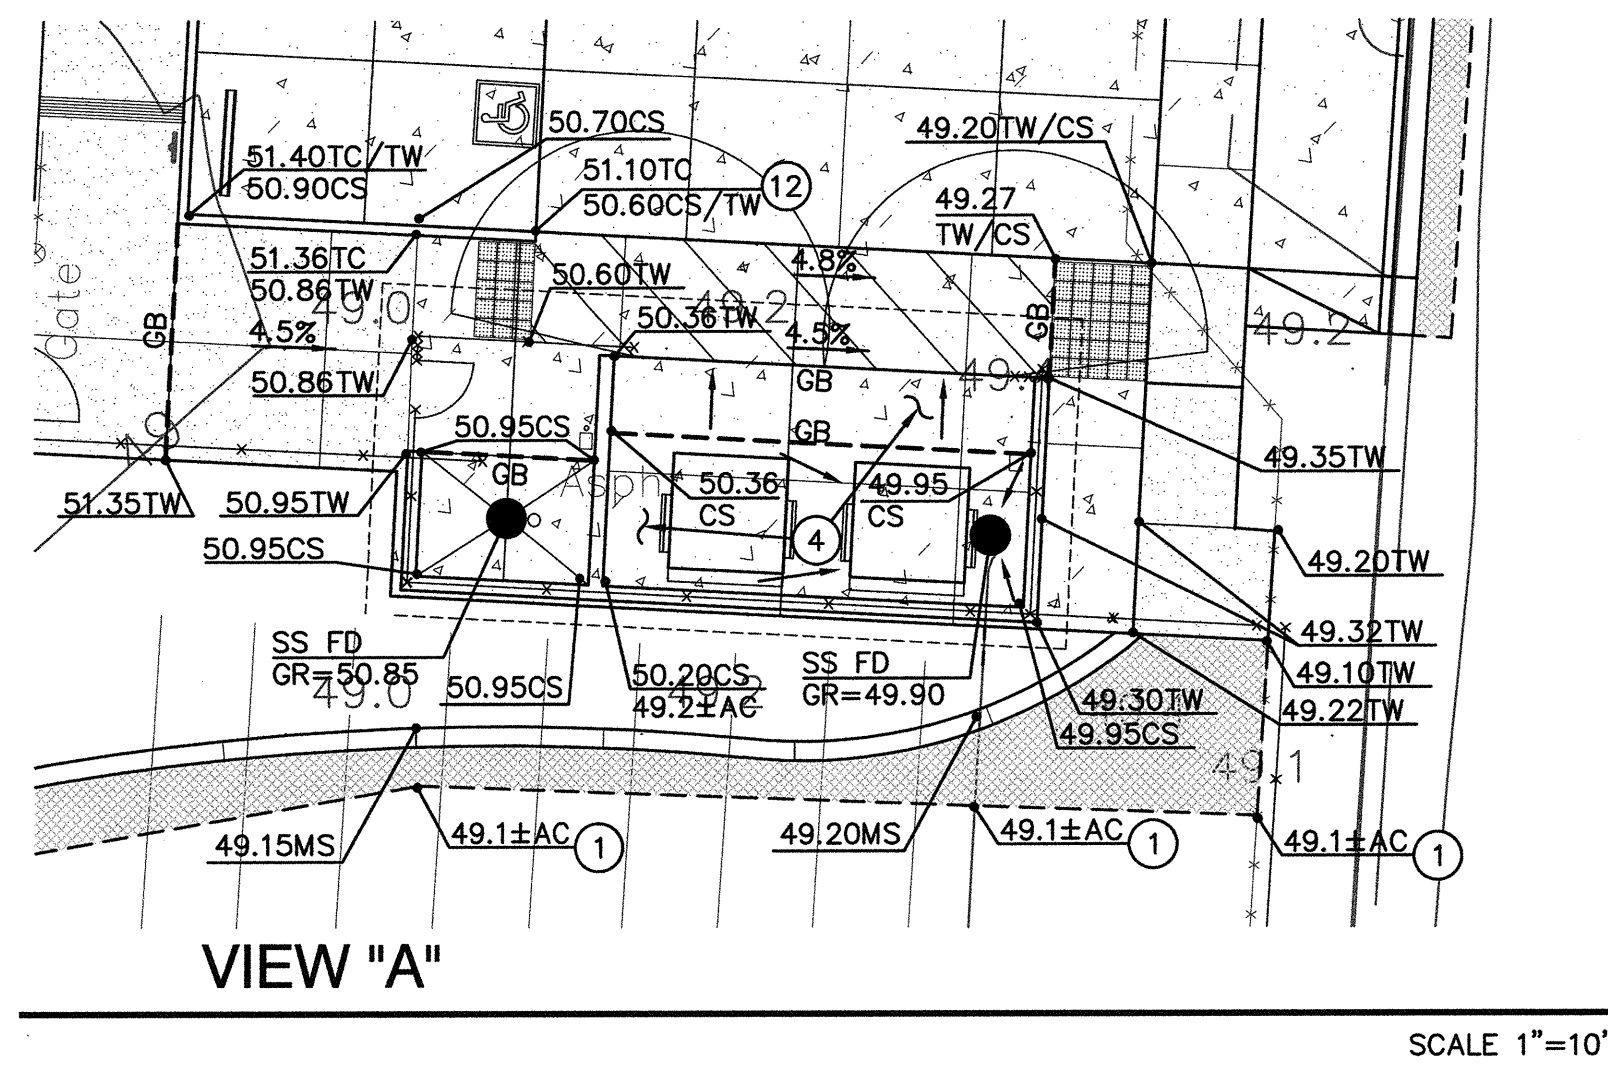 50.70CS
49.20TW/CS
51.40TC/TW
50.90CS
51.10TC
50.60CS/TW
12
49.27
TW/CS
51.36TC
50.86TW
49.0
50.60TW
4.8%
49.2
50.36TW
4.5%
GB
GB
49.2
Gate
4.5%
50.86TW
GB
49.4
50.95CS
GB
49.35TW
GB
Asph
50.36
CS
49.95
CS
51.35TW
50.95TW
4
50.95CS
49.20TW
SS FD
GR=50.85
49.0
50.95CS
50.20CS
49.2±AC
49.2
SS FD
GR=49.90
49.32TW
49.10TW
49.30TW
49.22TW
49.95CS
49.1
49.15MS
49.1±AC
1
49.20MS
49.1±AC
1
49.1±AC
1
VIEW "A"
SCALE 1"=10'